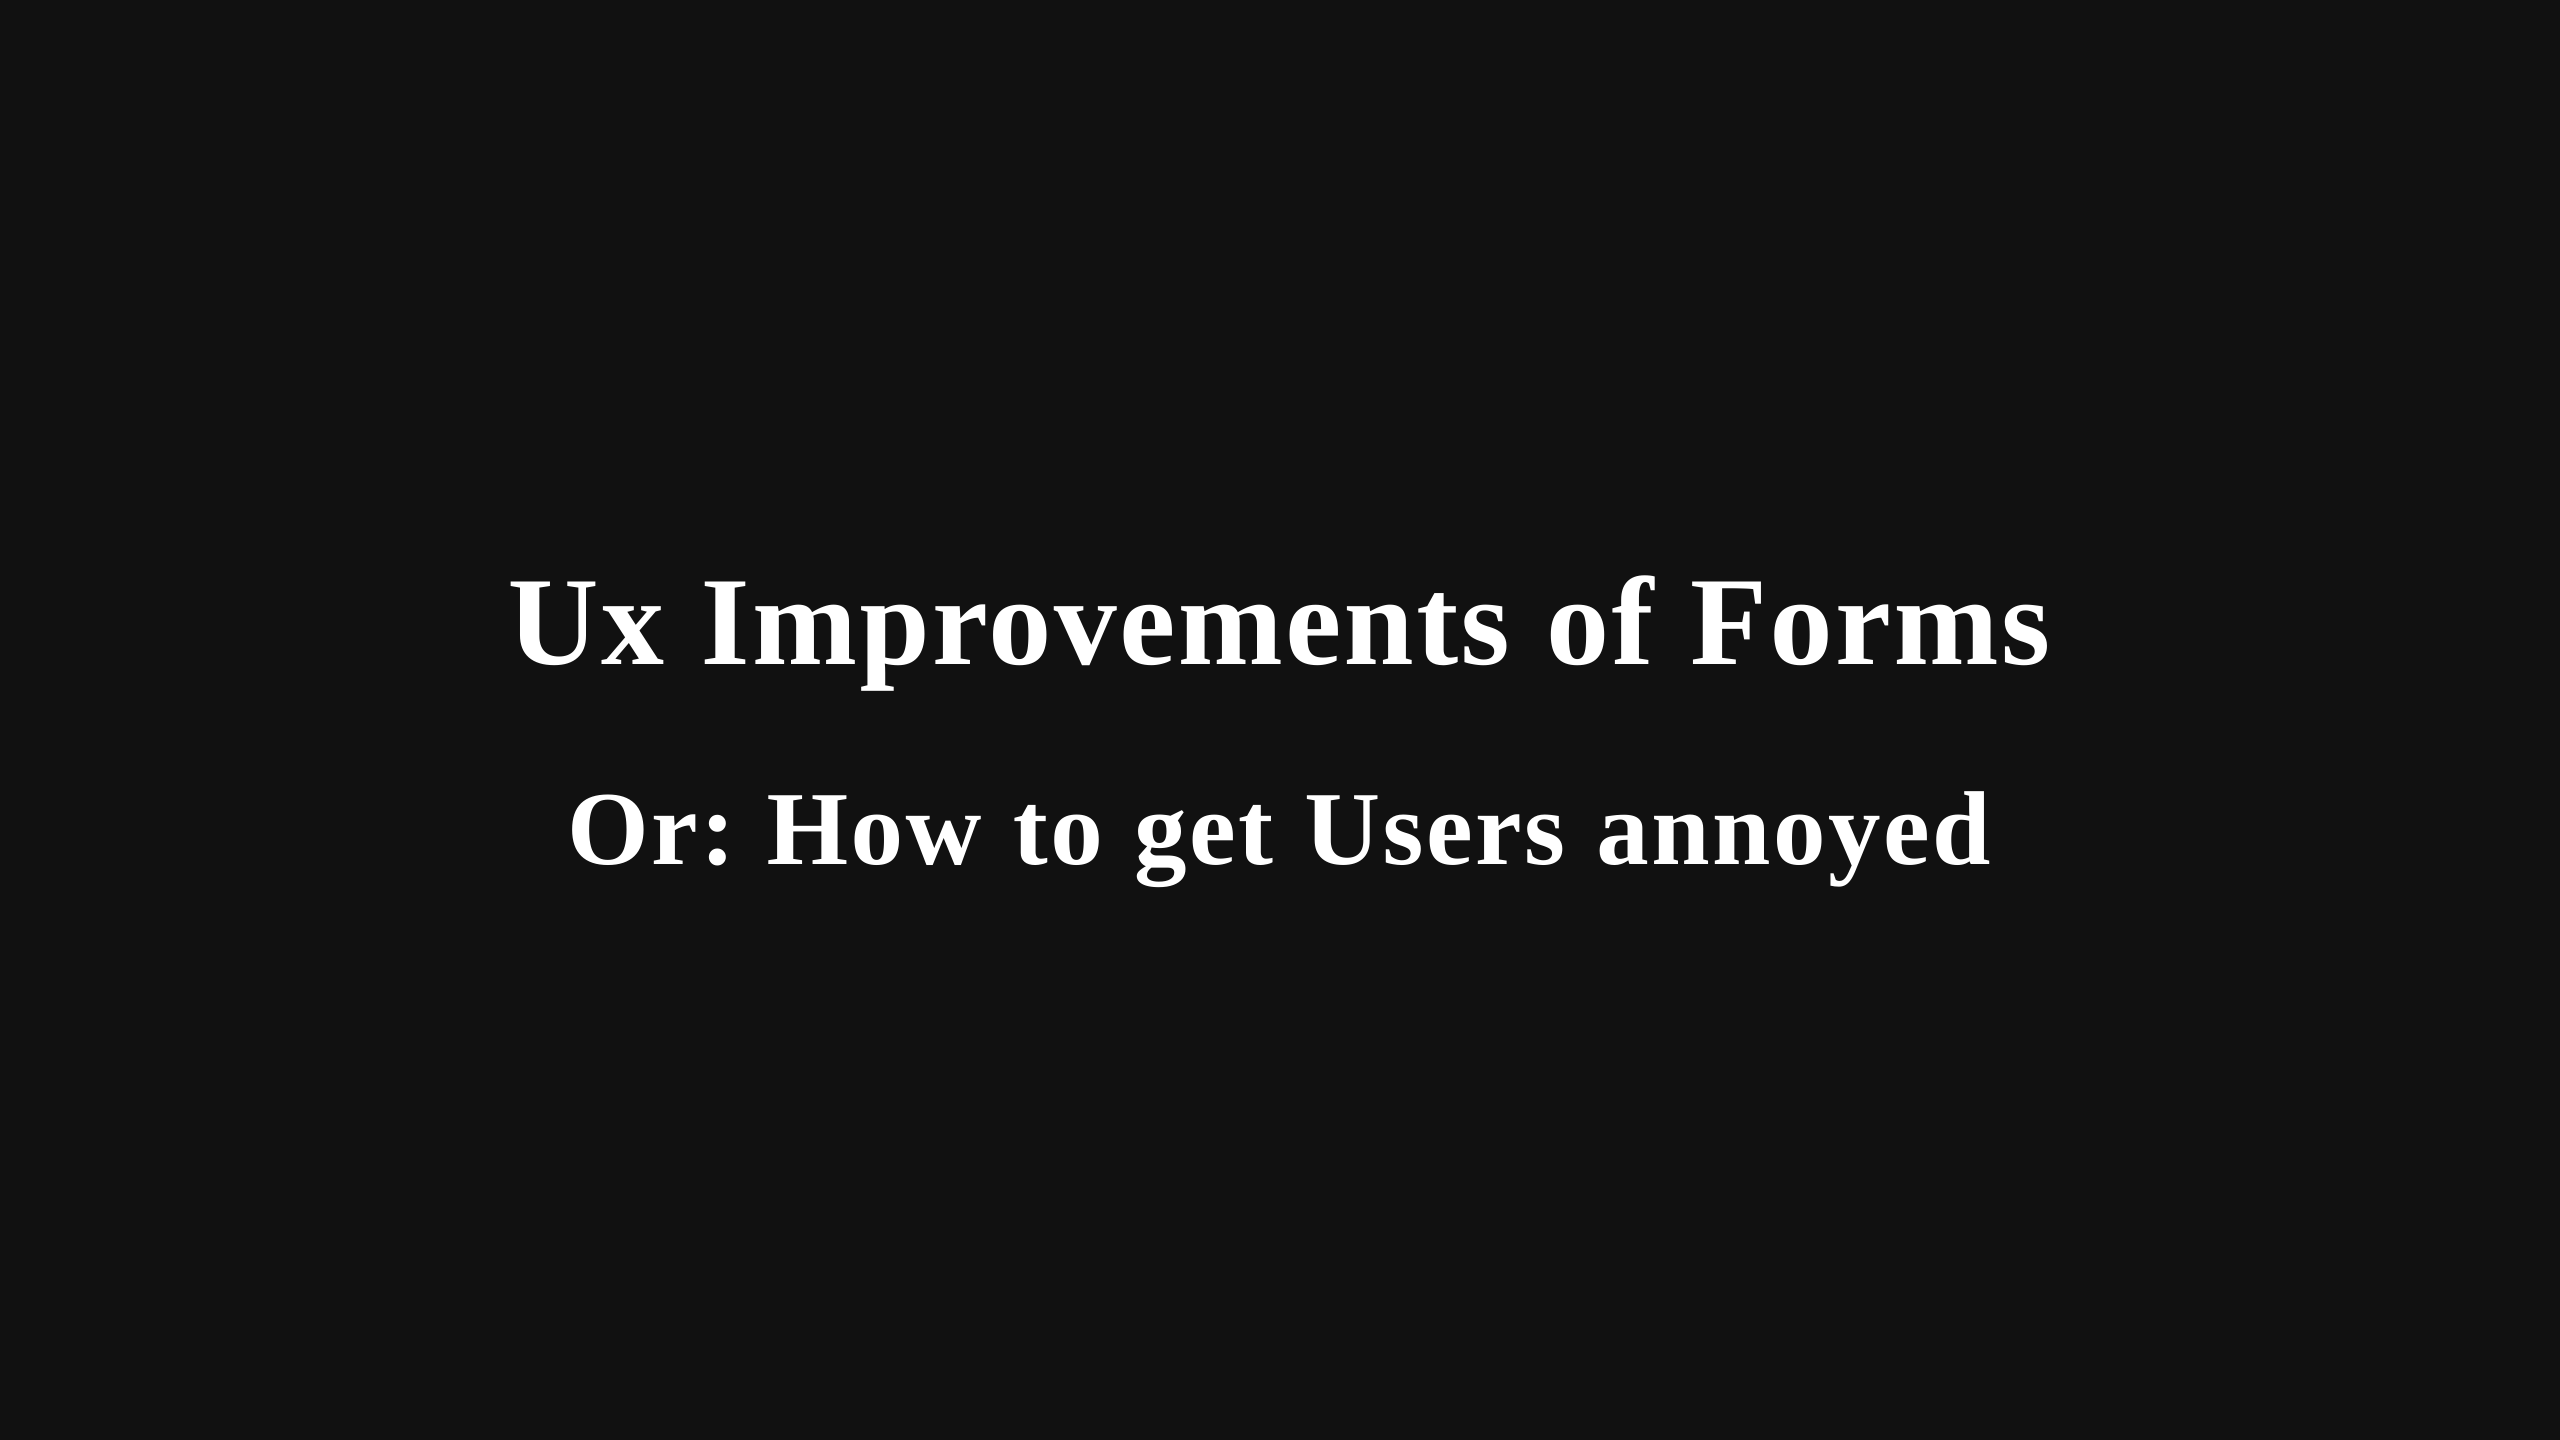 Ux Improvements of Forms
Or: How to get Users annoyed